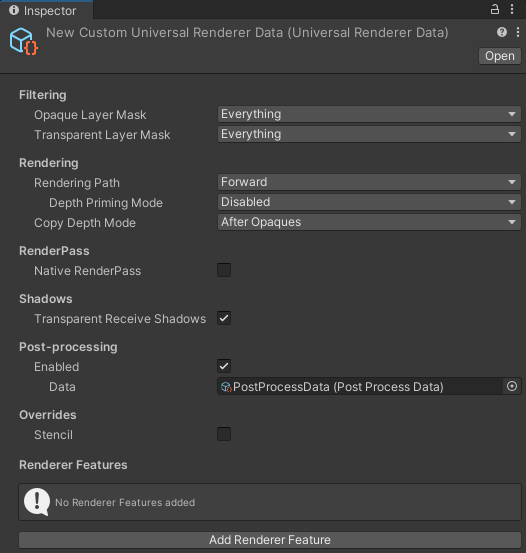 Inspector
New Custom Universal Renderer Data (Universal Renderer Data)
Open
Filtering
Opaque Layer Mask Everything
Transparent Layer Mask Everything
Rendering
Rendering Path Forward
Depth Priming Mode Disabled
Copy Depth Mode After Opaques
RenderPass
Native RenderPass
Shadows
Transparent Receive Shadows
Post-processing
Enabled
Data PostProcessData (Post Process Data)
Overrides
Stencil
Renderer Features
No Renderer Features added
Add Renderer Feature